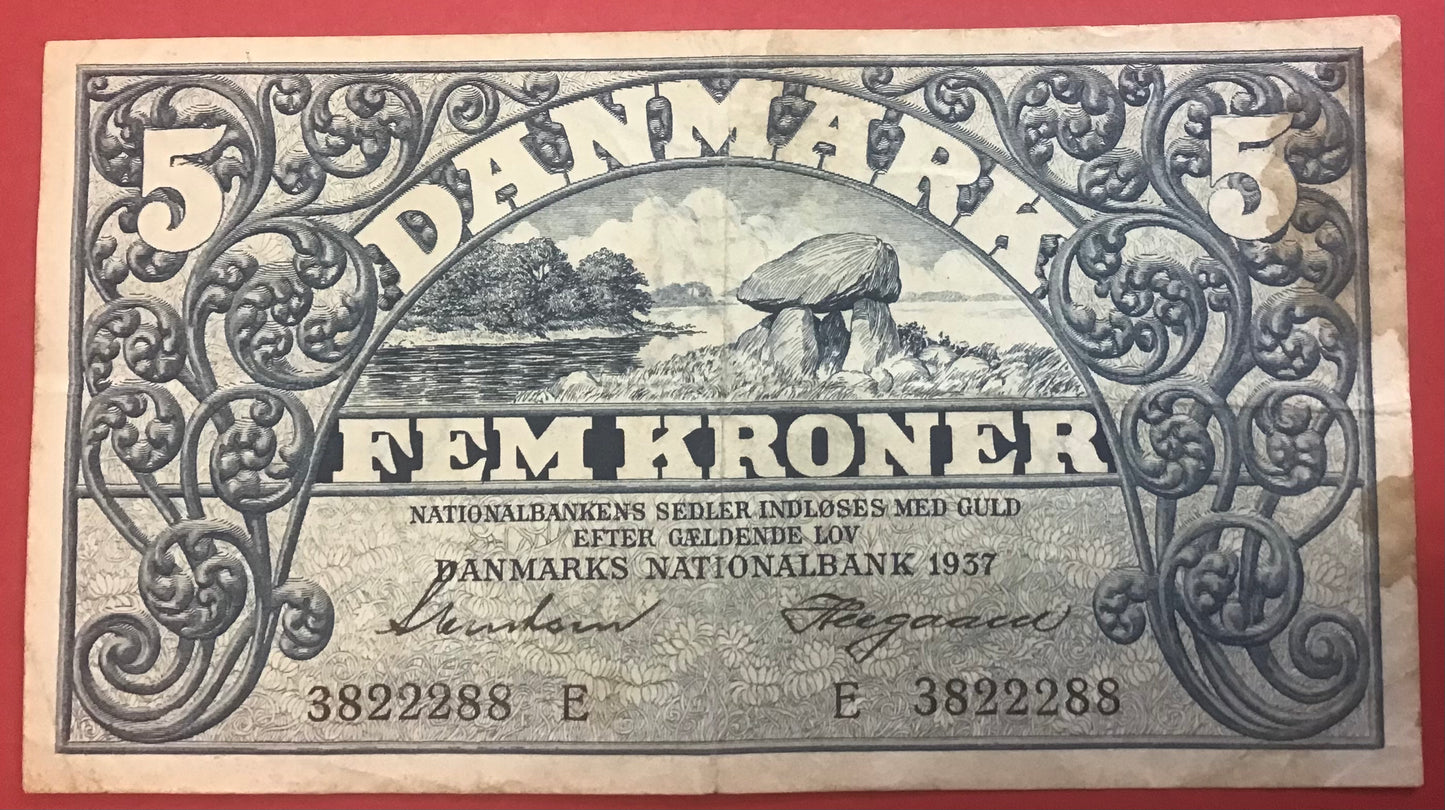 5 DANMARK 5
FEM KRONER
NATIONALBANKENS SEDLER INDLØSES MED GULD
EFTER GÆLDENDE LOV
DANMARKS NATIONALBANK 1937
3822288 E E 3822288